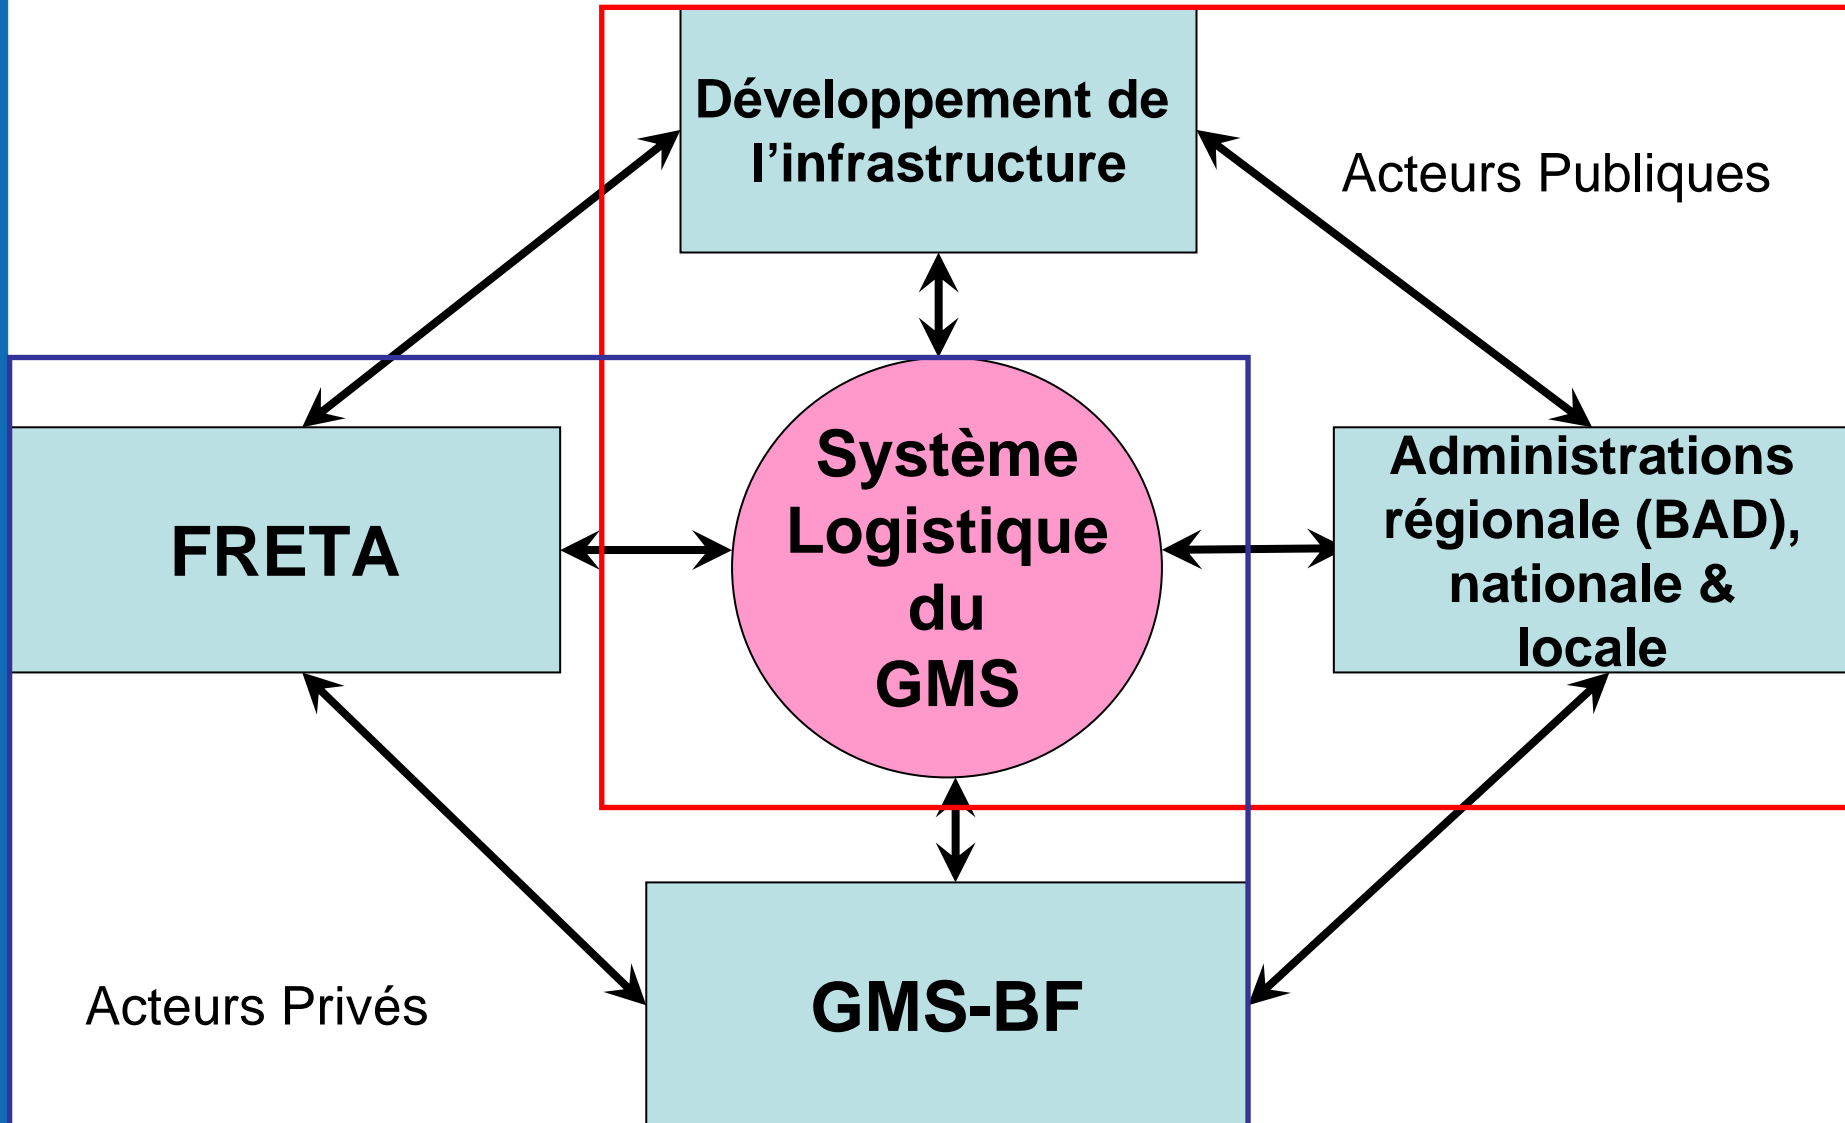 Développement de
l’infrastructure
Acteurs Publiques
FRETA
Système
Logistique
du
GMS
Administrations
régionale (BAD),
nationale &
locale
Acteurs Privés
GMS-BF